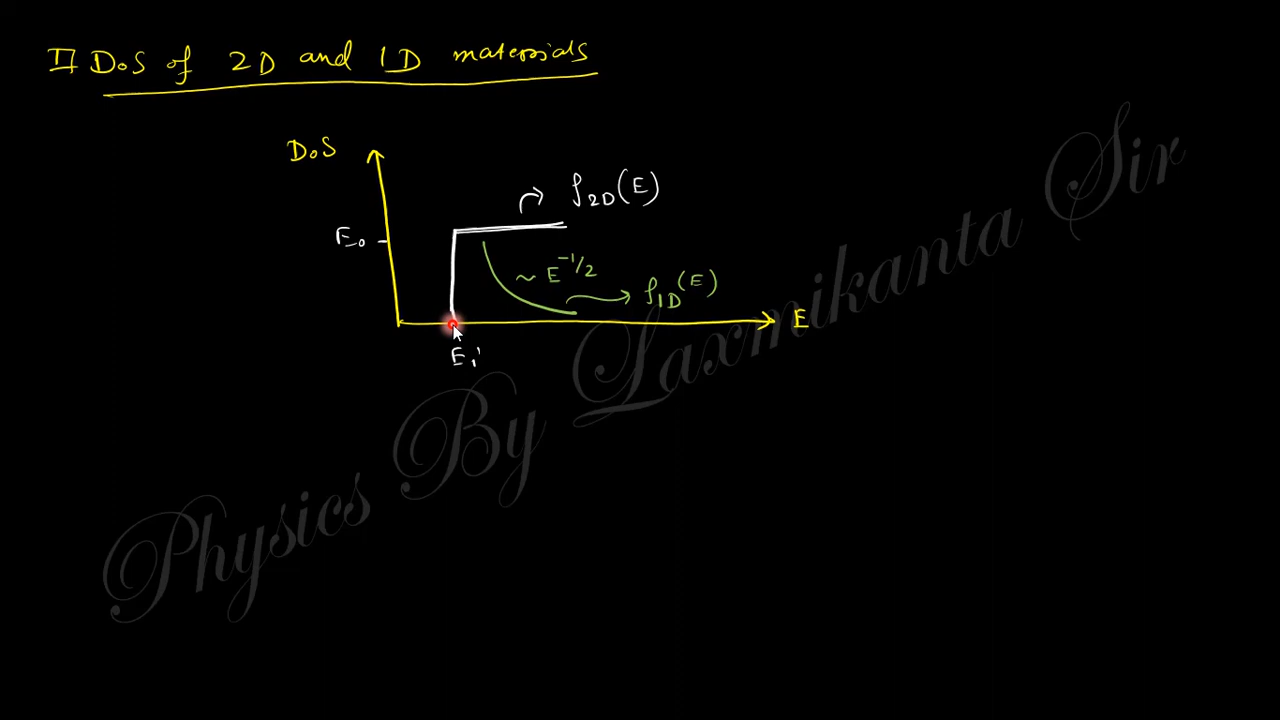 II DoS of 2D and 1D materials
DoS
ρ2D(E)
E0
~ E^-1/2
ρ1D(E)
E
E1'
Physics By Laxmikanta Sir